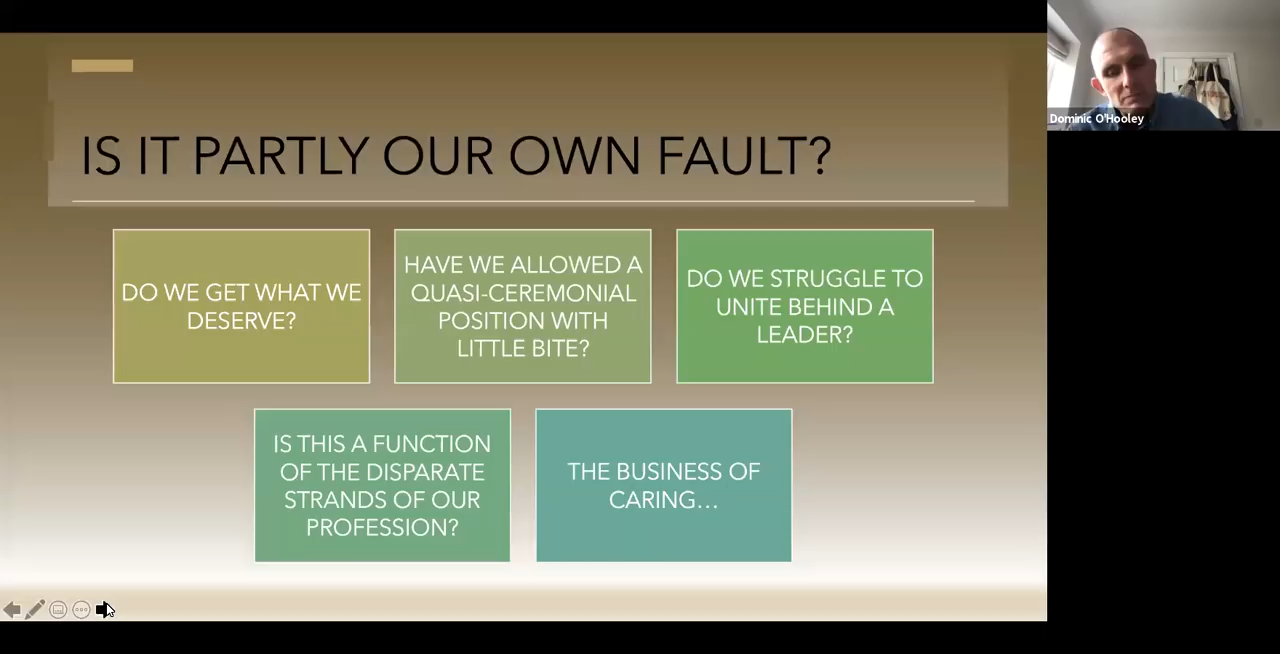 IS IT PARTLY OUR OWN FAULT?
DO WE GET WHAT WE
DESERVE?
HAVE WE ALLOWED A
QUASI-CEREMONIAL
POSITION WITH
LITTLE BITE?
DO WE STRUGGLE TO
UNITE BEHIND A
LEADER?
IS THIS A FUNCTION
OF THE DISPARATE
STRANDS OF OUR
PROFESSION?
THE BUSINESS OF
CARING…
Dominic O'Hooley